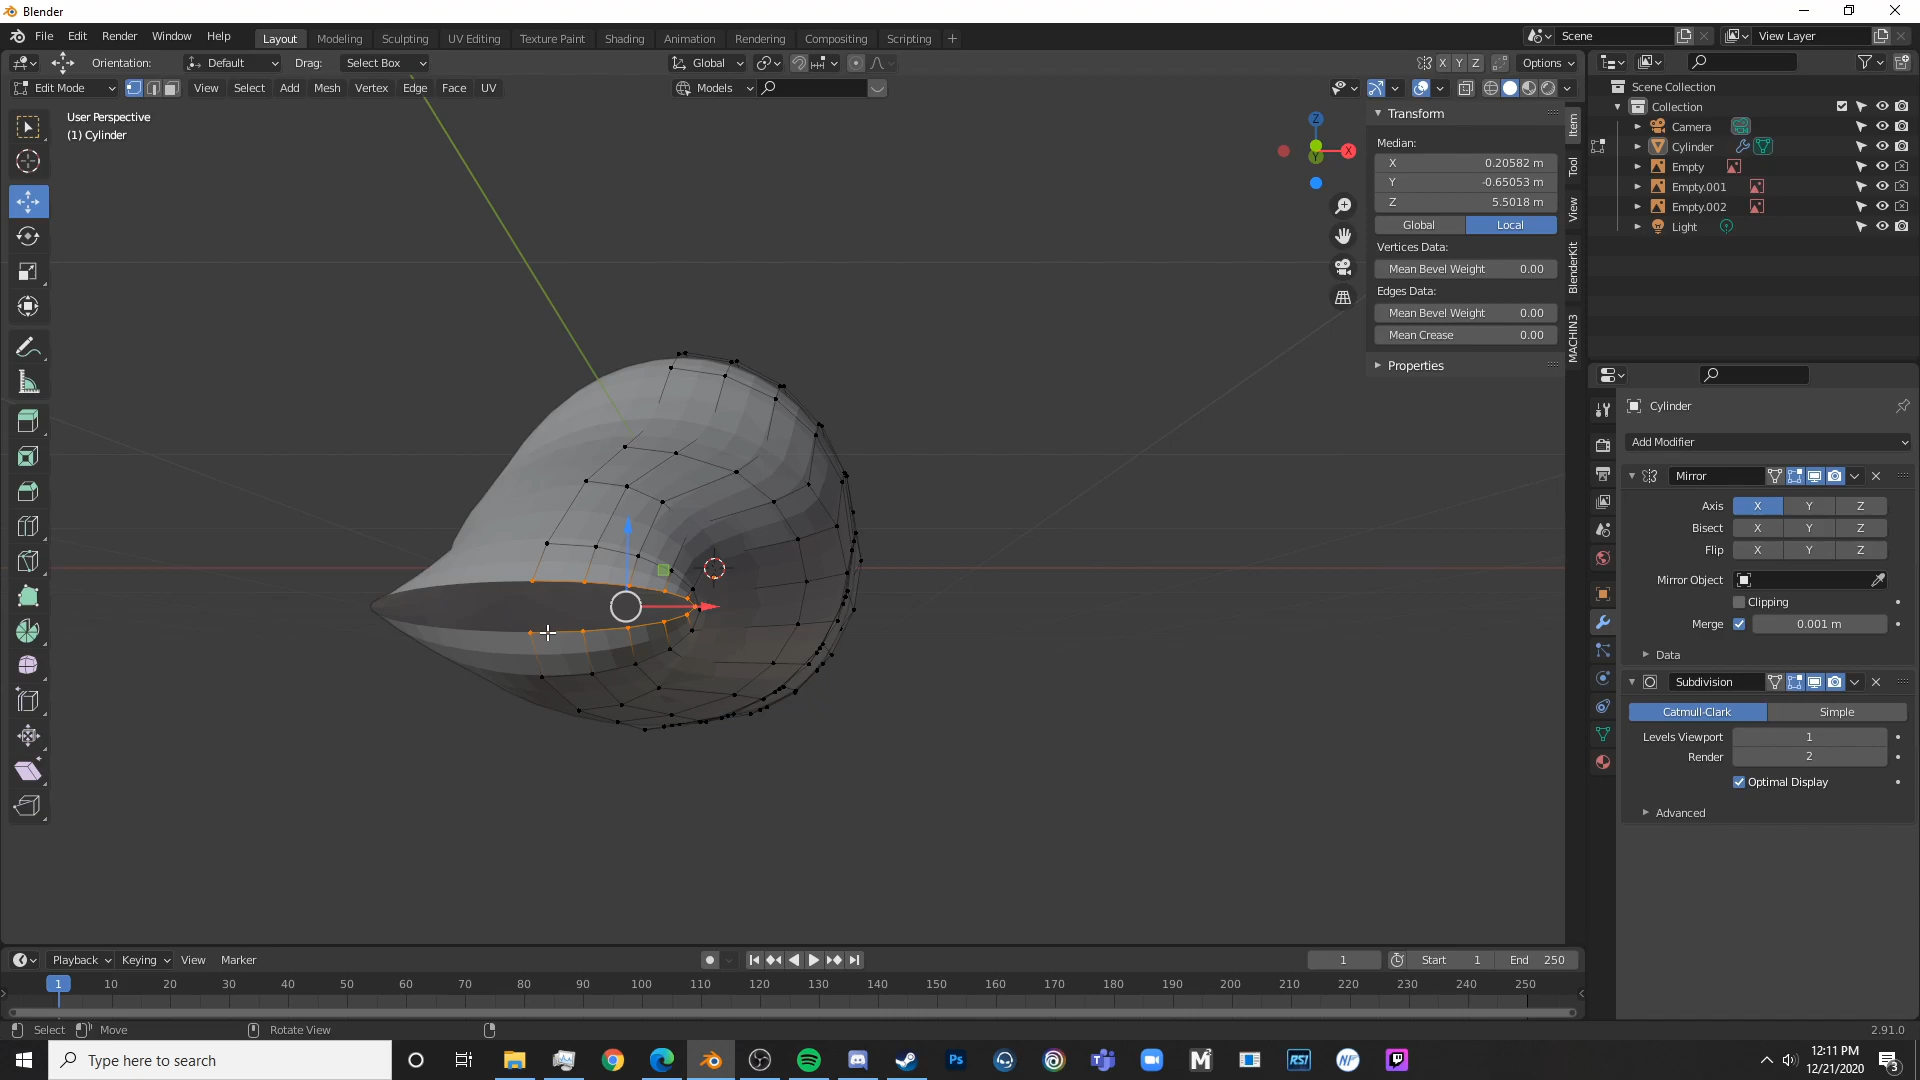 Blender
File Edit Render Window Help
Layout Modeling Sculpting UV Editing Texture Paint Shading Animation Rendering Compositing Scripting +
Scene
View Layer
Orientation: Default Drag: Select Box
Global
X Y Z Options
Edit Mode View Select Add Mesh Vertex Edge Face UV
Models
User Perspective
(1) Cylinder
Z
X
Y
Transform
Median:
X 0.20582 m
Y -0.65053 m
Z 5.5018 m
Global Local
Vertices Data:
Mean Bevel Weight 0.00
Edges Data:
Mean Bevel Weight 0.00
Mean Crease 0.00
Properties
Item
Tool
View
BlenderKit
MACHIN3
Scene Collection
Collection
Camera
Cylinder
Empty
Empty.001
Empty.002
Light
Cylinder
Add Modifier
Mirror
Axis X Y Z
Bisect X Y Z
Flip X Y Z
Mirror Object
Clipping
Merge 0.001 m
Data
Subdivision
Catmull-Clark Simple
Levels Viewport 1
Render 2
Optimal Display
Advanced
Playback Keying View Marker
1 Start 1 End 250
1 10 20 30 40 50 60 70 80 90 100 110 120 130 140 150 160 170 180 190 200 210 220 230 240 250
Select Move Rotate View
2.91.0
Type here to search
Ps
M
RSI
NF
12:11 PM
12/21/2020
3